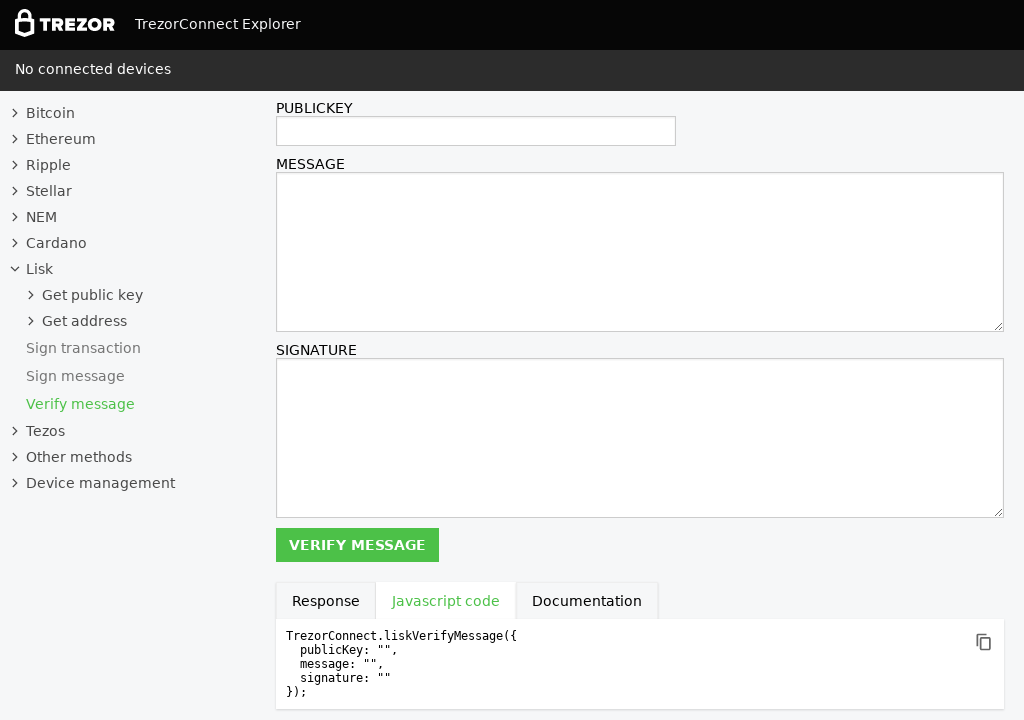 TREZOR TrezorConnect Explorer
No connected devices
Bitcoin
Ethereum
Ripple
Stellar
NEM
Cardano
Lisk
Get public key
Get address
Sign transaction
Sign message
Verify message
Tezos
Other methods
Device management
PUBLICKEY
MESSAGE
SIGNATURE
VERIFY MESSAGE
Response Javascript code Documentation
TrezorConnect.liskVerifyMessage({
  publicKey: "",
  message: "",
  signature: ""
});